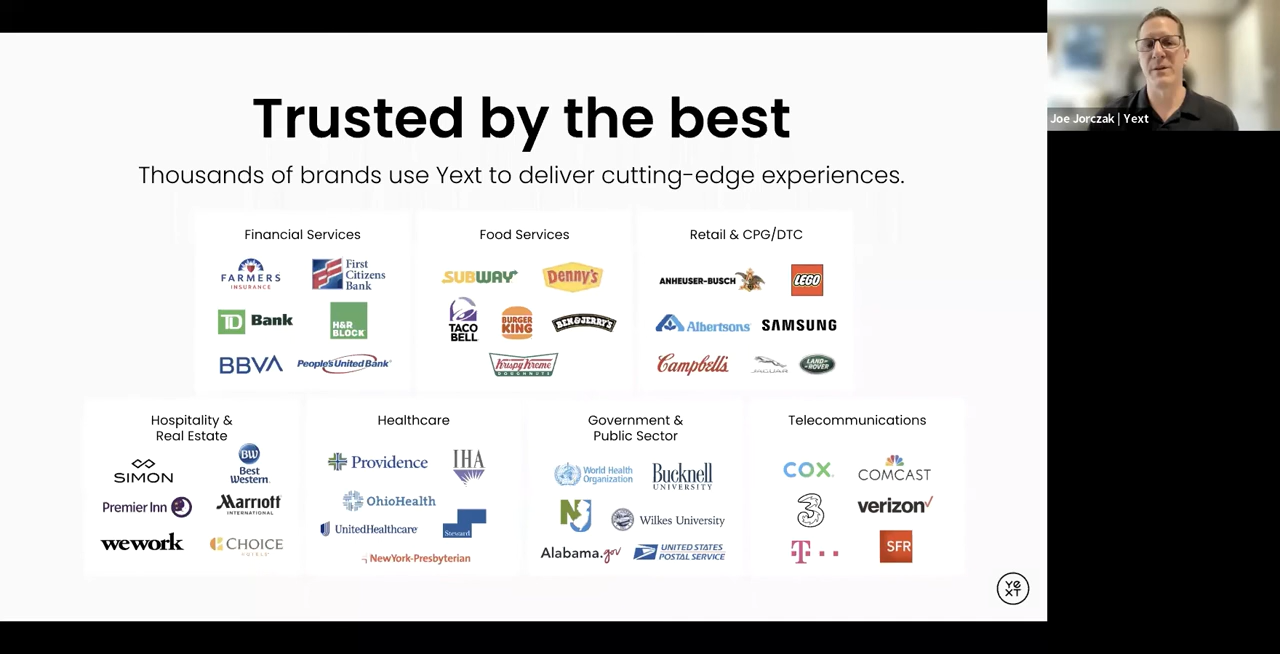 Trusted by the best
Thousands of brands use Yext to deliver cutting-edge experiences.
Joe Jorczak | Yext
Financial Services
FARMERS
INSURANCE
First
Citizens
Bank
TD Bank
H&R
BLOCK
BBVA
People's United Bank
Food Services
SUBWAY
Denny's
TACO
BELL
BURGER
KING
BEN & JERRY'S
Krispy Kreme
DOUGHNUTS
Retail & CPG/DTC
ANHEUSER-BUSCH
LEGO
Albertsons
SAMSUNG
Campbell's
JAGUAR
LAND-
ROVER
Hospitality &
Real Estate
SIMON
BW
Best
Western.
Premier Inn
Marriott
INTERNATIONAL
wework
CHOICE
HOTELS
Healthcare
Providence
IHA
OhioHealth
UnitedHealthcare
Steward
NewYork-Presbyterian
Government &
Public Sector
World Health
Organization
Bucknell
UNIVERSITY
NJ
Wilkes University
Alabama.gov
UNITED STATES
POSTAL SERVICE
Telecommunications
COX
COMCAST
3
verizon
T
SFR
yext